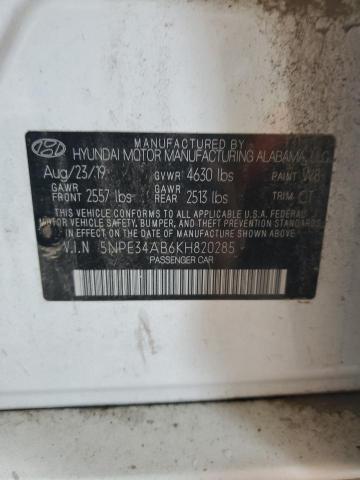 MANUFACTURED BY
HYUNDAI MOTOR MANUFACTURING ALABAMA, LLC
Aug/23/19 GVWR 4630 lbs PAINT W8
GAWR FRONT 2557 lbs GAWR REAR 2513 lbs TRIM
THIS VEHICLE CONFORMS TO ALL APPLICABLE U.S.A. FEDERAL
MOTOR VEHICLE SAFETY, BUMPER, AND THEFT PREVENTION STANDARDS
IN EFFECT ON THE DATE OF MANUFACTURE SHOWN ABOVE.
V.I.N 5NPE34AB6KH820285
PASSENGER CAR